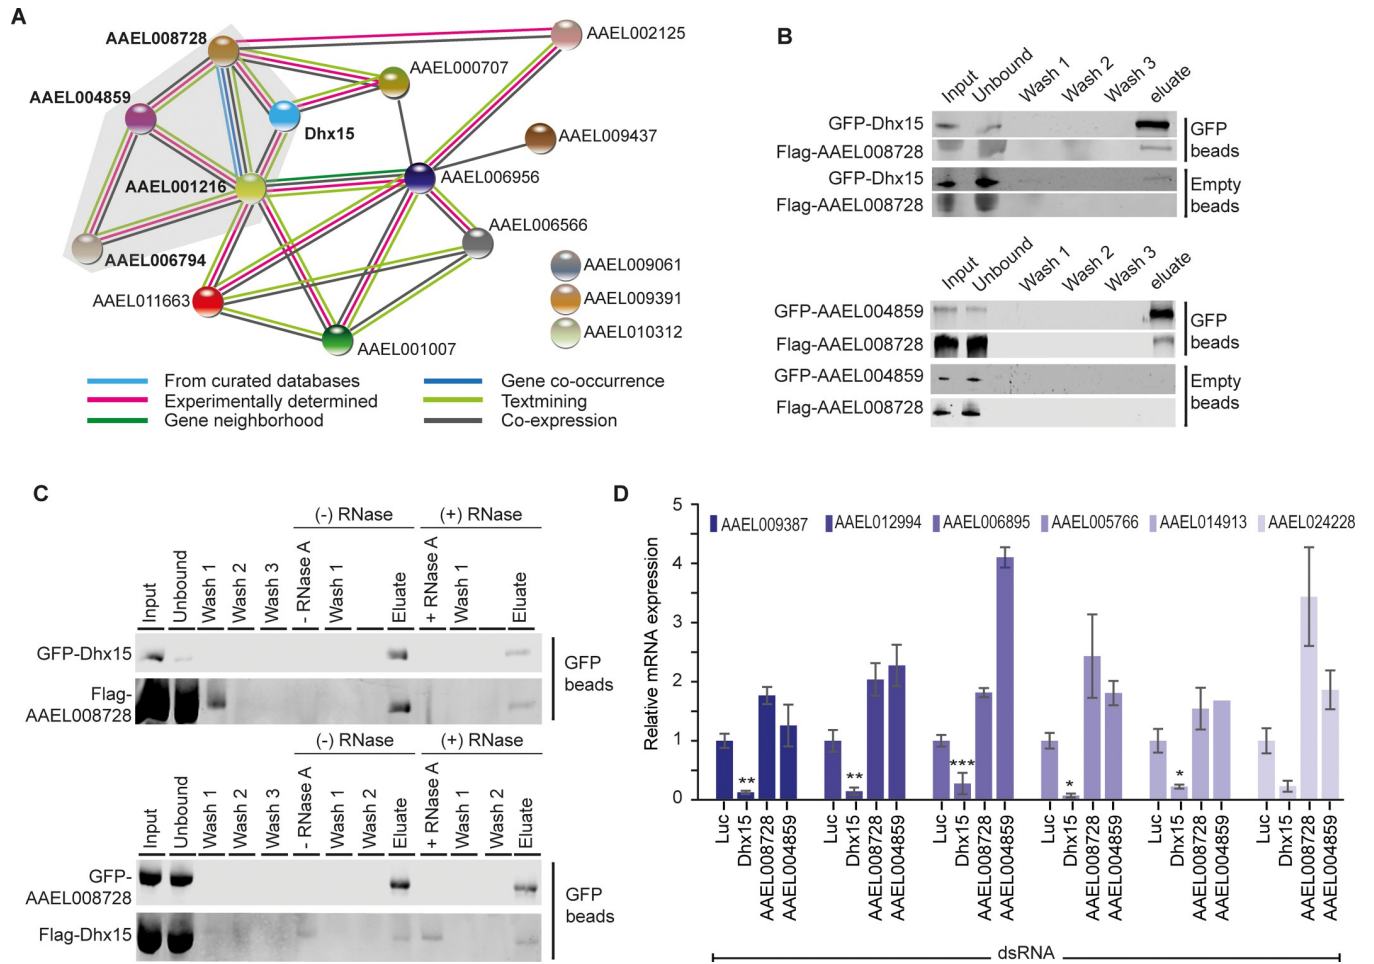 A
AAEL008728
AAEL002125
AAEL000707
AAEL004859
Dhx15
AAEL009437
AAEL001216
AAEL006956
AAEL006566
AAEL006794
AAEL009061
AAEL011663
AAEL009391
AAEL010312
AAEL001007
From curated databases
Gene co-occurrence
Experimentally determined
Textmining
Gene neighborhood
Co-expression
B
Input Unbound Wash 1 Wash 2 Wash 3 eluate
GFP-Dhx15
Flag-AAEL008728
GFP
beads
GFP-Dhx15
Flag-AAEL008728
Empty
beads
Input Unbound Wash 1 Wash 2 Wash 3 eluate
GFP-AAEL004859
Flag-AAEL008728
GFP
beads
GFP-AAEL004859
Flag-AAEL008728
Empty
beads
C
(-) RNase (+) RNase
Input Unbound Wash 1 Wash 2 Wash 3 - RNase A Wash 1 Eluate + RNase A Wash 1 Eluate
GFP-Dhx15
Flag-
AAEL008728
GFP
beads
(-) RNase (+) RNase
Input Unbound Wash 1 Wash 2 Wash 3 - RNase A Wash 1 Wash 2 Eluate + RNase A Wash 1 Wash 2 Eluate
GFP-
AAEL008728
Flag-Dhx15
GFP
beads
D
Relative mRNA expression
5
4
3
2
1
0
AAEL009387 AAEL012994 AAEL006895 AAEL005766 AAEL014913 AAEL024228
** ** *** * *
Luc Dhx15 AAEL008728 AAEL004859 Luc Dhx15 AAEL008728 AAEL004859 Luc Dhx15 AAEL008728 AAEL004859 Luc Dhx15 AAEL008728 AAEL004859 Luc Dhx15 AAEL008728 AAEL004859 Luc Dhx15 AAEL008728 AAEL004859
dsRNA